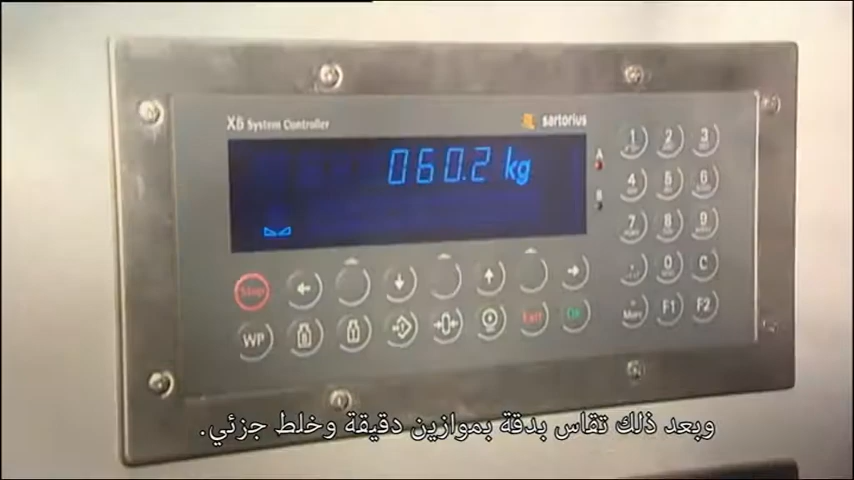 X6 System Controller
sartorius
060.2 kg
A
B
1 2 3
4 5 6
7 8 9
. 0 C
More F1 F2
Stop
WP B T Exit OK
وبعد ذلك تقاس بدقة بموازين دقيقة وخلط جزئي.